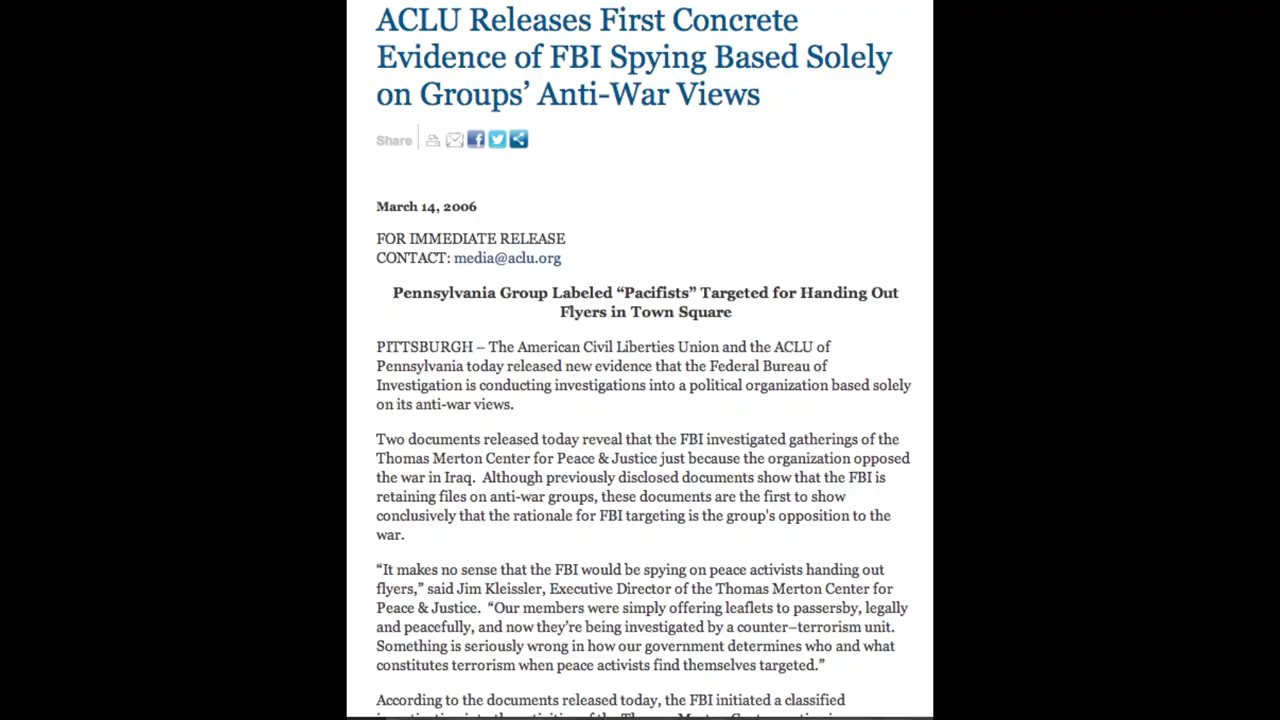 ACLU Releases First Concrete
Evidence of FBI Spying Based Solely
on Groups’ Anti-War Views
Share
March 14, 2006
FOR IMMEDIATE RELEASE
CONTACT: media@aclu.org
Pennsylvania Group Labeled “Pacifists” Targeted for Handing Out
Flyers in Town Square
PITTSBURGH – The American Civil Liberties Union and the ACLU of
Pennsylvania today released new evidence that the Federal Bureau of
Investigation is conducting investigations into a political organization based solely
on its anti-war views.
Two documents released today reveal that the FBI investigated gatherings of the
Thomas Merton Center for Peace & Justice just because the organization opposed
the war in Iraq.  Although previously disclosed documents show that the FBI is
retaining files on anti-war groups, these documents are the first to show
conclusively that the rationale for FBI targeting is the group's opposition to the
war.
“It makes no sense that the FBI would be spying on peace activists handing out
flyers,” said Jim Kleissler, Executive Director of the Thomas Merton Center for
Peace & Justice.  “Our members were simply offering leaflets to passersby, legally
and peacefully, and now they’re being investigated by a counter–terrorism unit.
Something is seriously wrong in how our government determines who and what
constitutes terrorism when peace activists find themselves targeted.”
According to the documents released today, the FBI initiated a classified